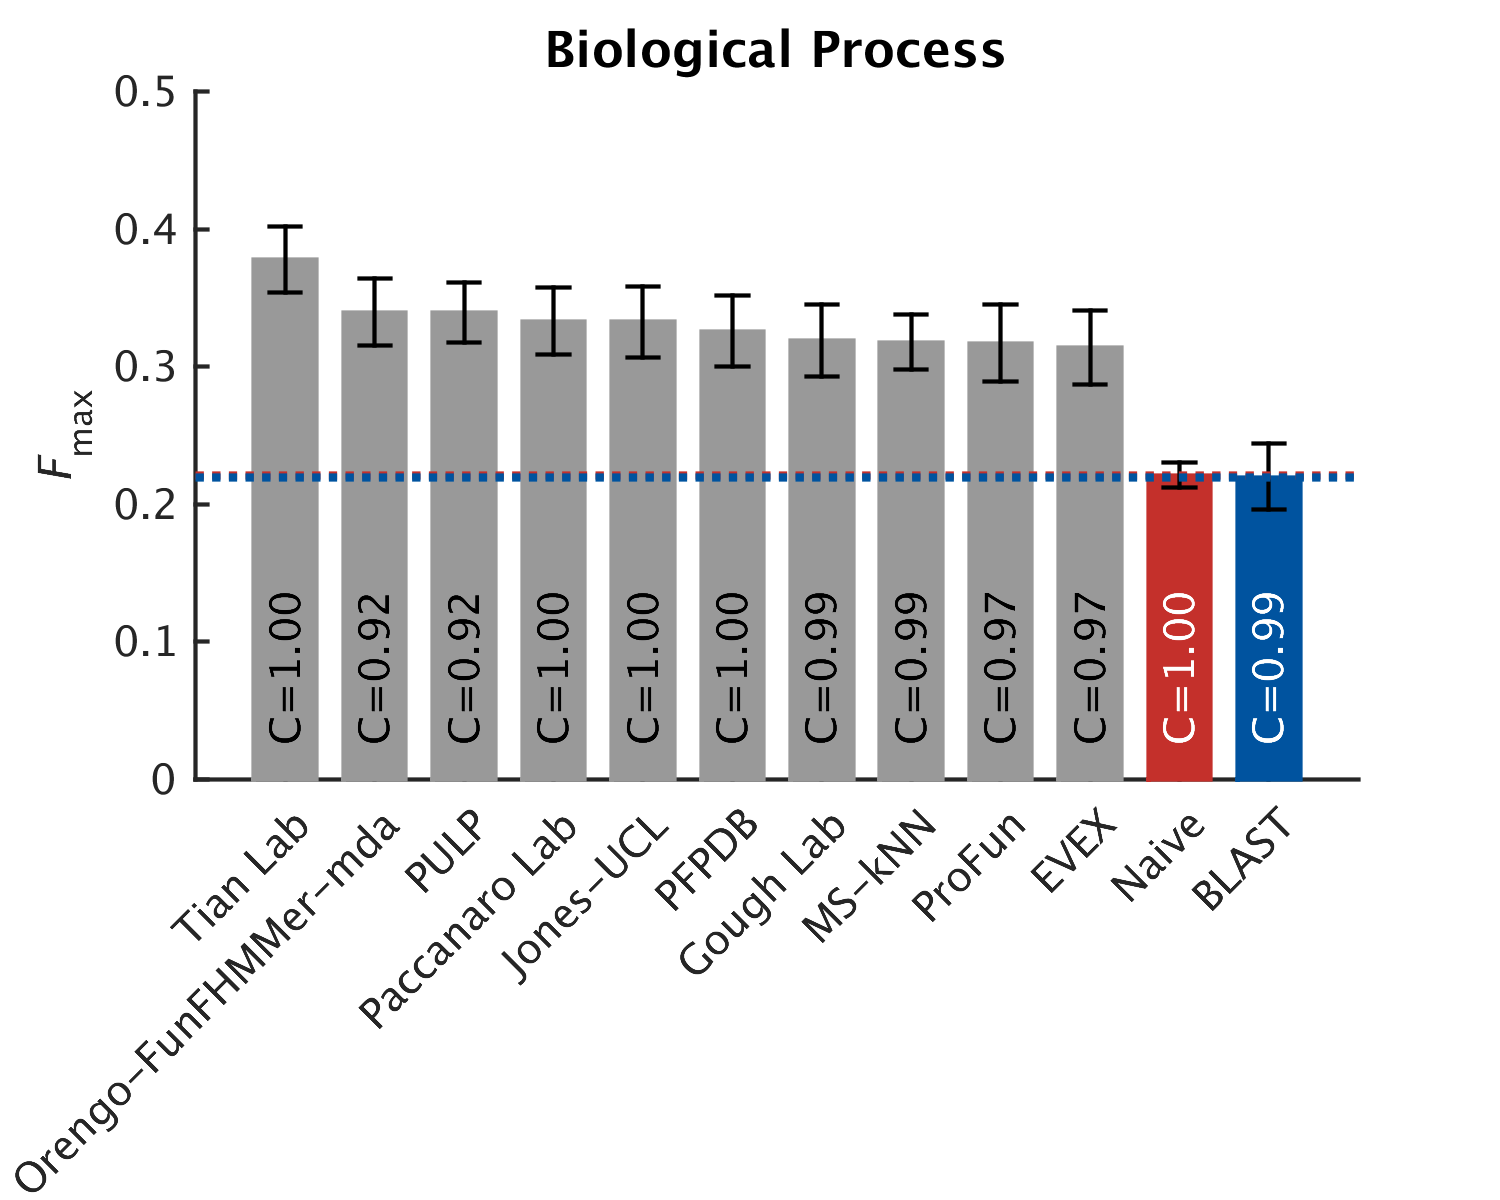 Biological Process
0.5
0.4
0.3
0.2
0.1
0
Fmax
C=1.00
C=0.92
C=0.92
C=1.00
C=1.00
C=1.00
C=0.99
C=0.99
C=0.97
C=0.97
C=1.00
C=0.99
Tian Lab
Orengo-FunFHMMer-mda
PULP
Paccanaro Lab
Jones-UCL
PFPDB
Gough Lab
MS-kNN
ProFun
EVEX
Naive
BLAST